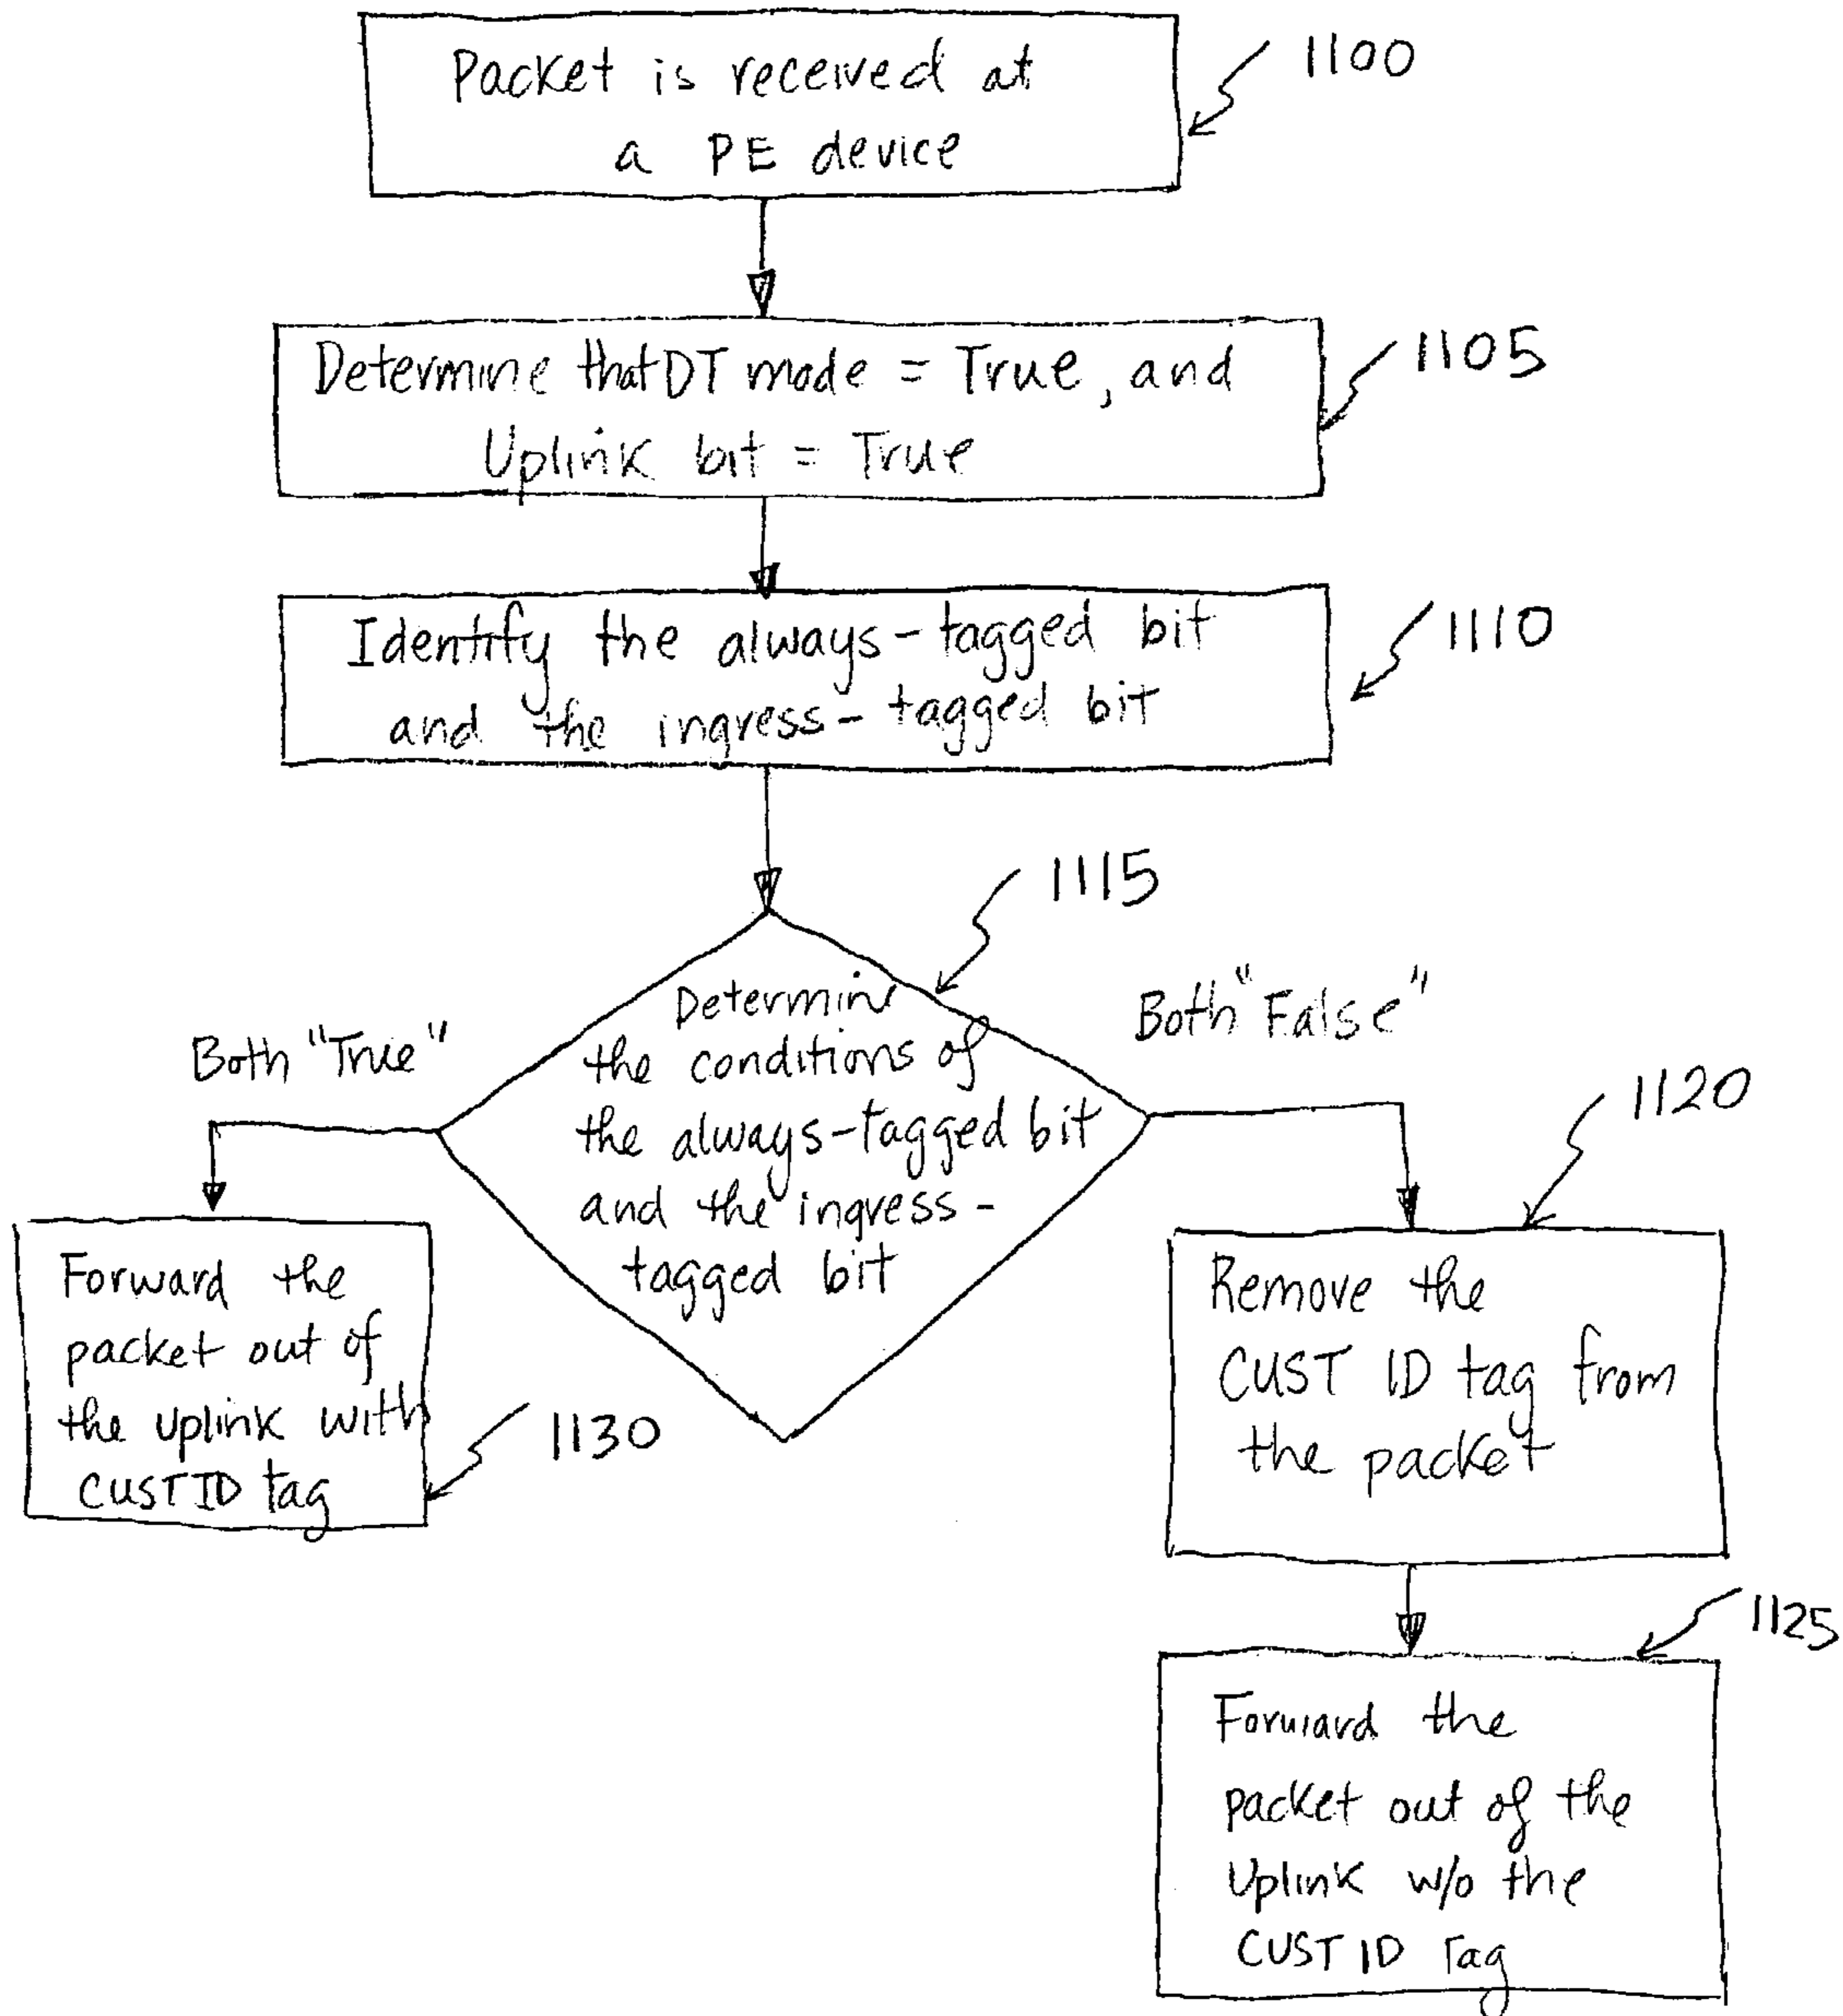 Packet is received at
a PE device
1100
Determine that DT mode = True, and
Uplink bit = True
1105
Identify the always-tagged bit
and the ingress-tagged bit
1110
1115
Determine
the conditions of
the always-tagged bit
and the ingress-
tagged bit
Both "True"
Both "False"
1120
Forward the
packet out of
the uplink with
CUST ID tag
1130
Remove the
CUST ID tag from
the packet
1125
Forward the
packet out of the
Uplink w/o the
CUST ID Tag